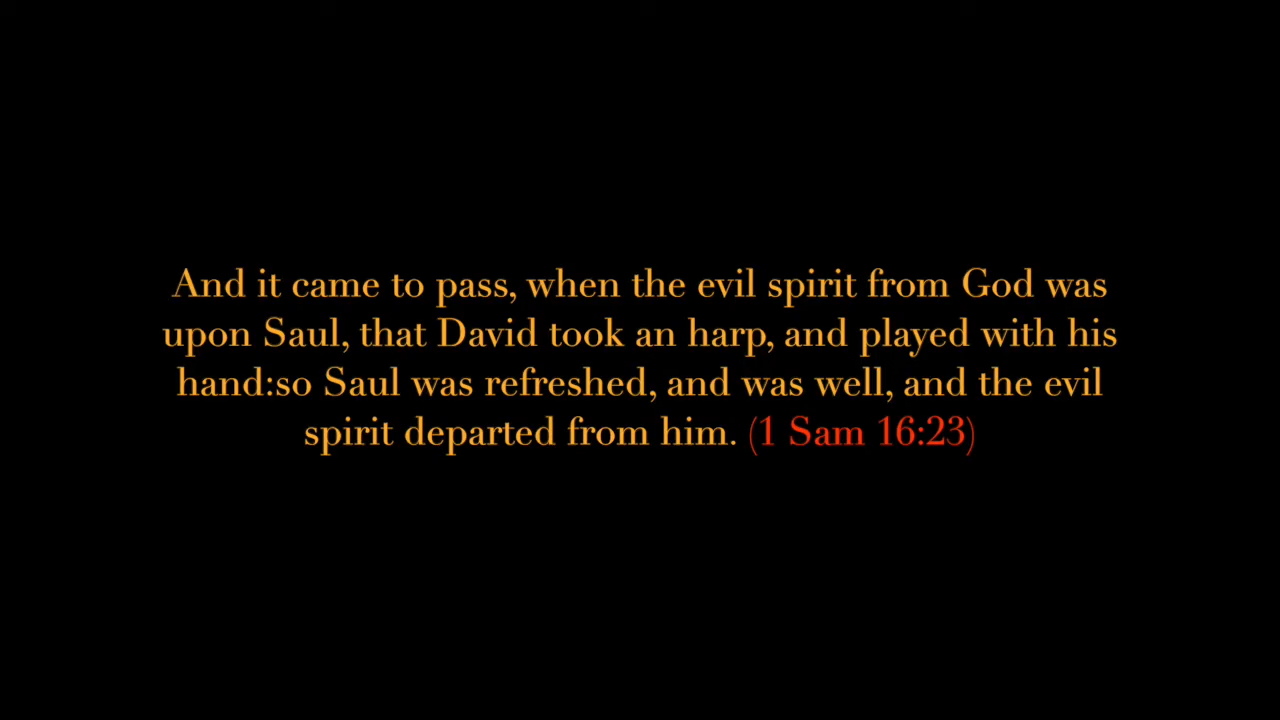 And it came to pass, when the evil spirit from God was
upon Saul, that David took an harp, and played with his
hand:so Saul was refreshed, and was well, and the evil
spirit departed from him. (1 Sam 16:23)